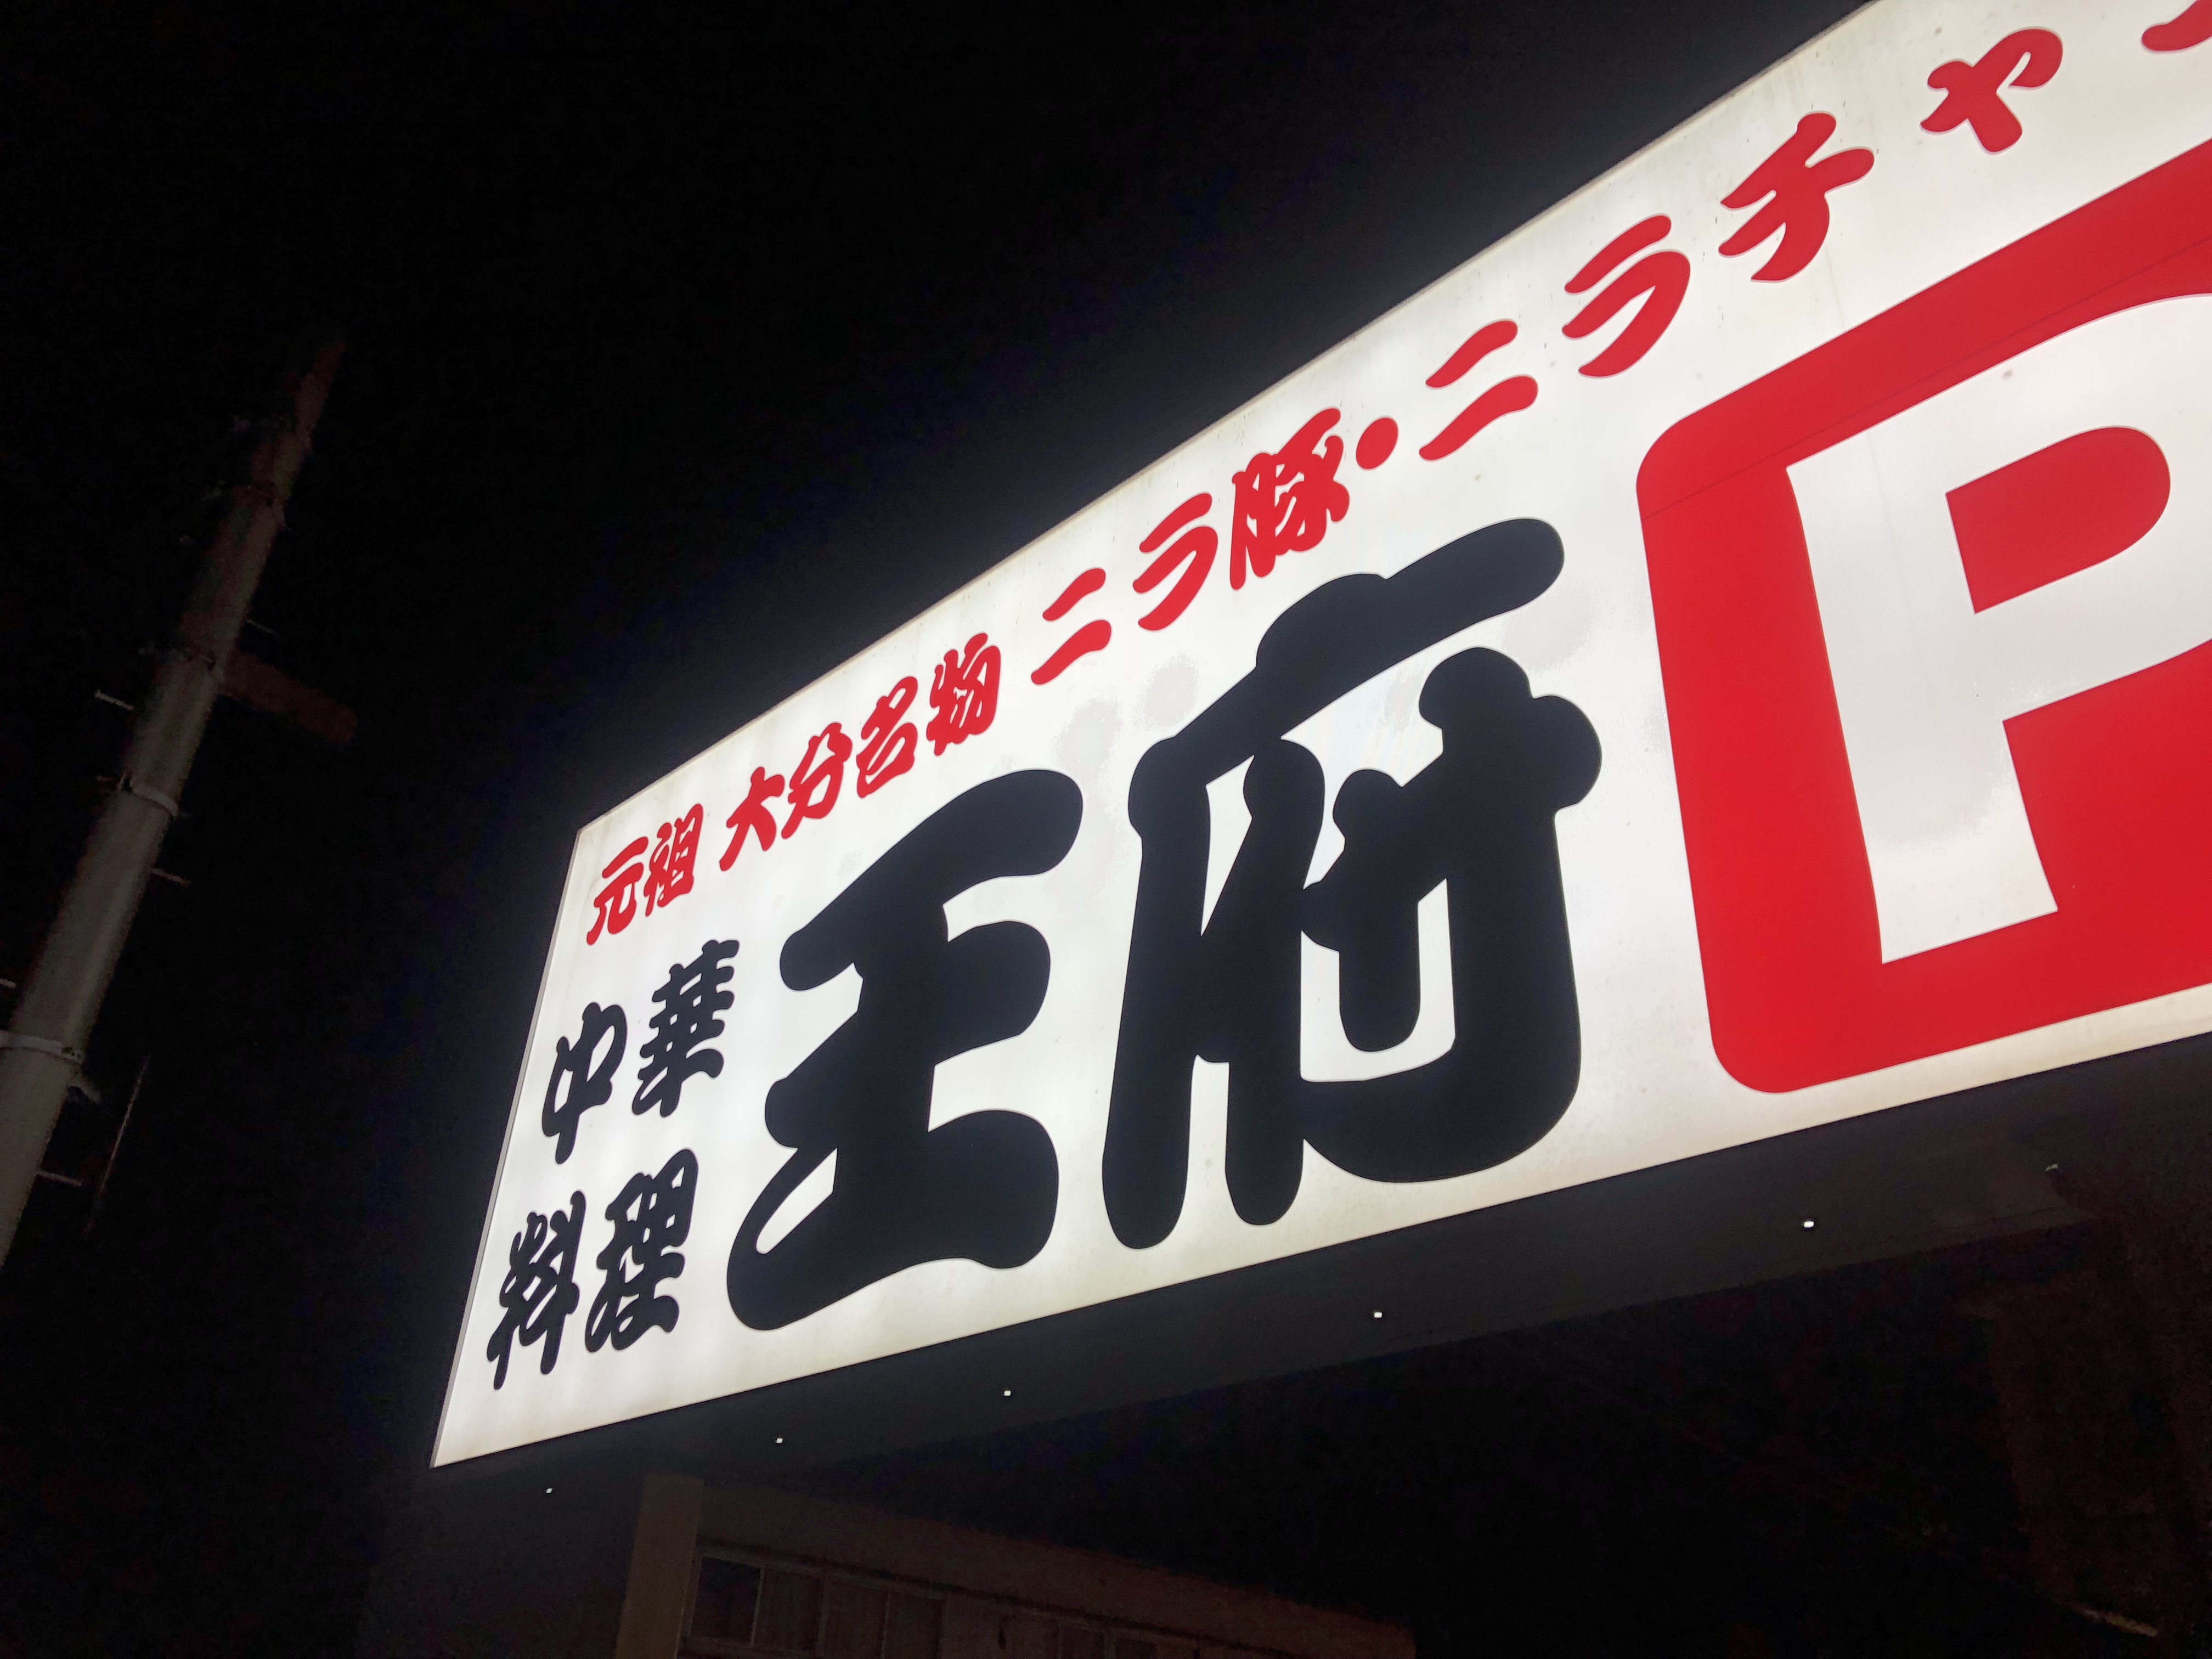 元祖 大分名物 ニラ豚・ニラチャ
中華
料理
王府
P